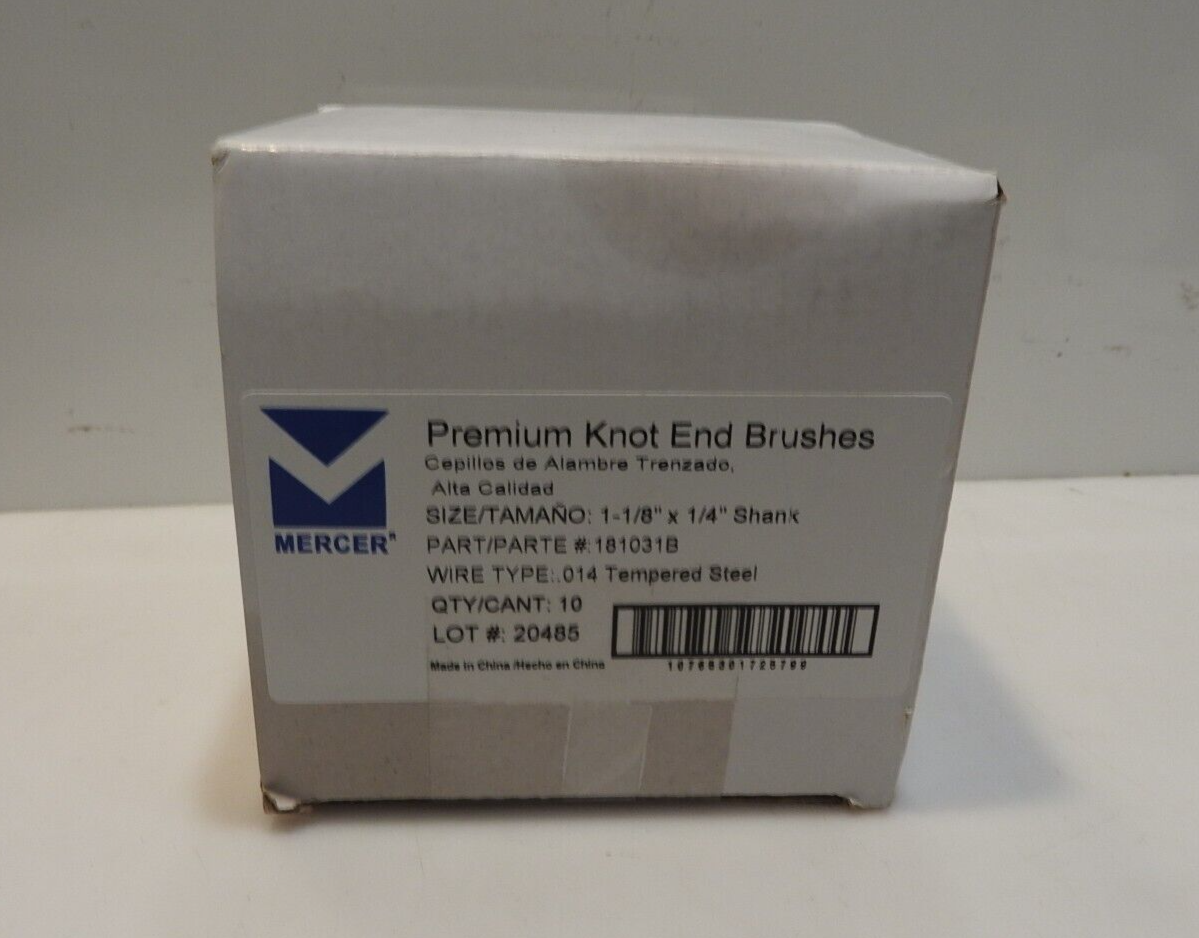 Premium Knot End Brushes
Cepillos de Alambre Trenzado,
Alta Calidad
SIZE/TAMAÑO: 1-1/8" x 1/4" Shank
PART/PARTE #:181031B
WIRE TYPE:.014 Tempered Steel
QTY/CANT: 10
LOT #: 20485
Made in China/Hecho en China
MERCER®